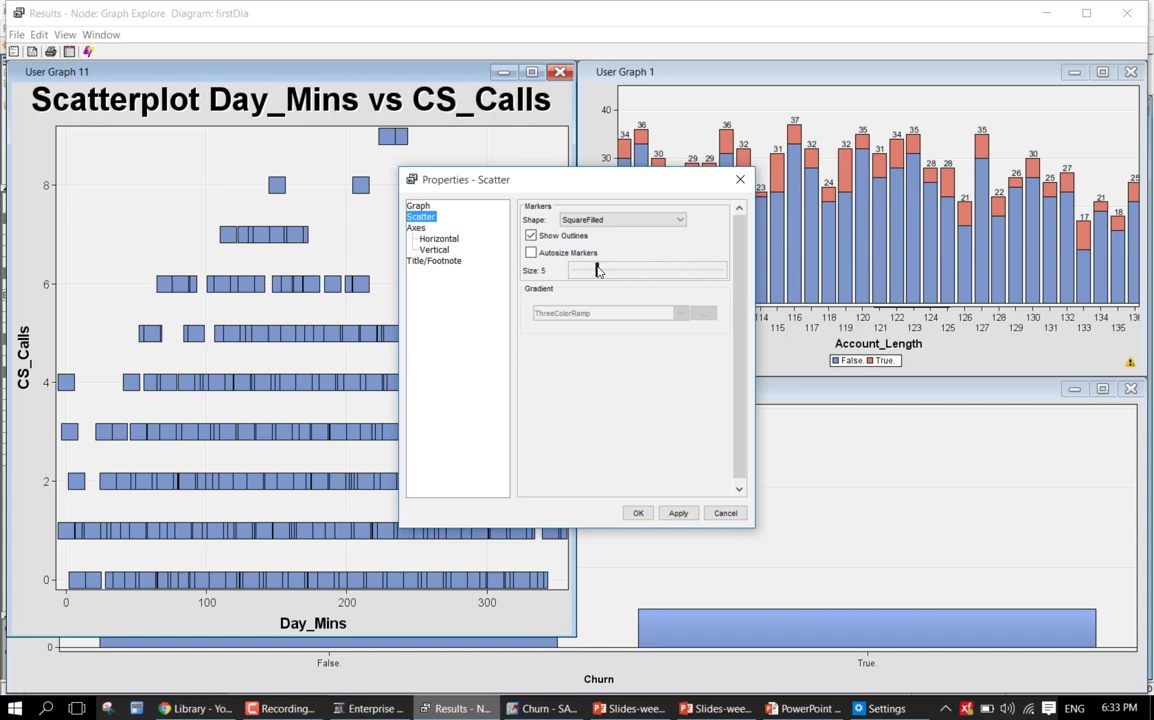 Results - Node: Graph Explore  Diagram: firstDia
File Edit View Window
User Graph 11
Scatterplot Day_Mins vs CS_Calls
8
6
4
2
0
CS_Calls
0 100 200 300
Day_Mins
User Graph 1
40
30
34 36 30 29 29 36 32 23 31 37 32 24 32 35 31 34 35 28 28 21 35 22 26 30 25 27 17 21 18 25
114 116 118 120 122 124 126 128 130 132 134 136
115 117 119 121 123 125 127 129 131 133 135
Account_Length
False. True.
Properties - Scatter
Graph
Scatter
Axes
Horizontal
Vertical
Title/Footnote
Markers
Shape: SquareFilled
Show Outlines
Autosize Markers
Size: 5
Gradient
ThreeColorRamp
...
OK Apply Cancel
0
False. True.
Churn
Library - Yo... Recording... Enterprise ... Results - N... Churn - SA... Slides-wee... Slides-wee... PowerPoint ... Settings ENG 6:33 PM